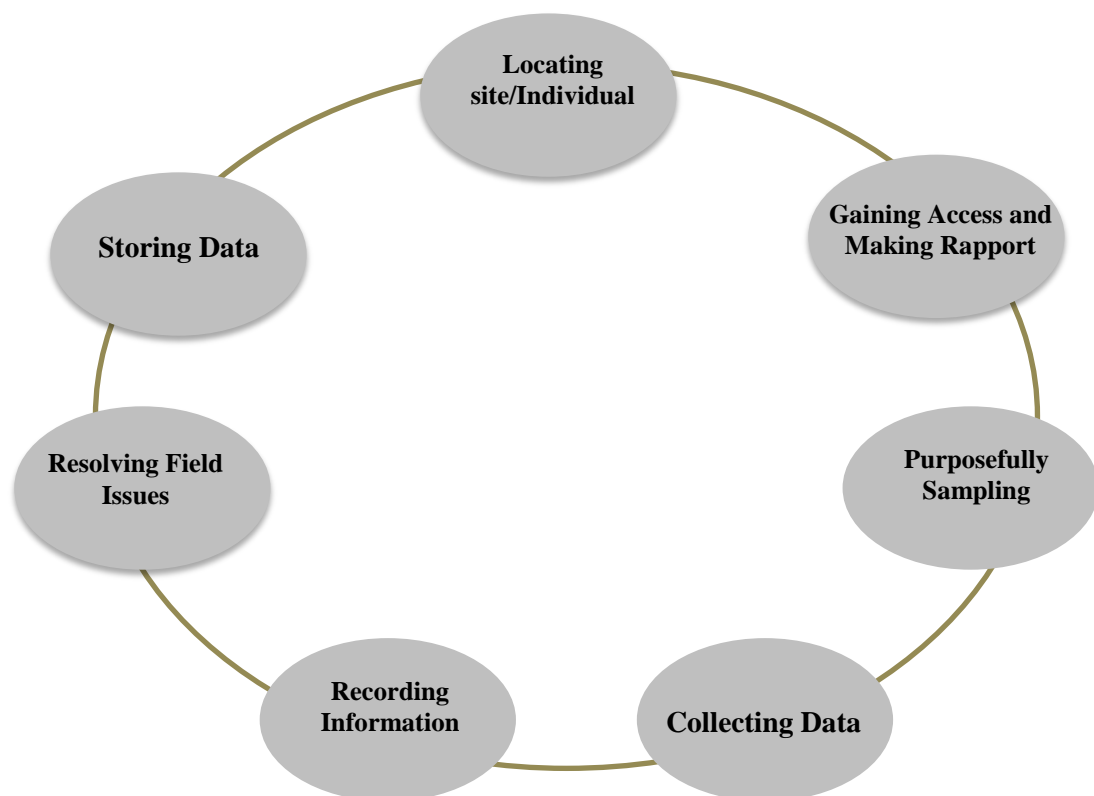 Locating
site/Individual
Gaining Access and
Making Rapport
Purposefully
Sampling
Collecting Data
Recording
Information
Resolving Field
Issues
Storing Data